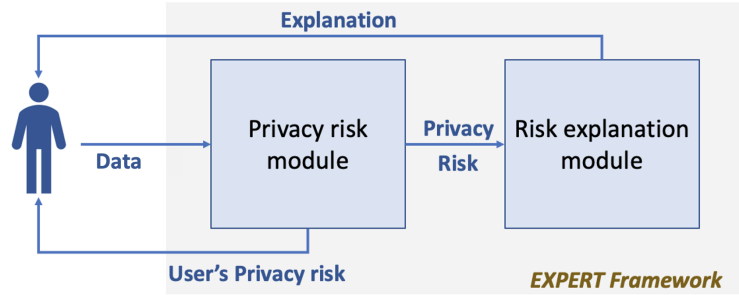 Explanation
Privacy risk
module
Privacy
Risk
Risk explanation
module
Data
User's Privacy risk
EXPERT Framework